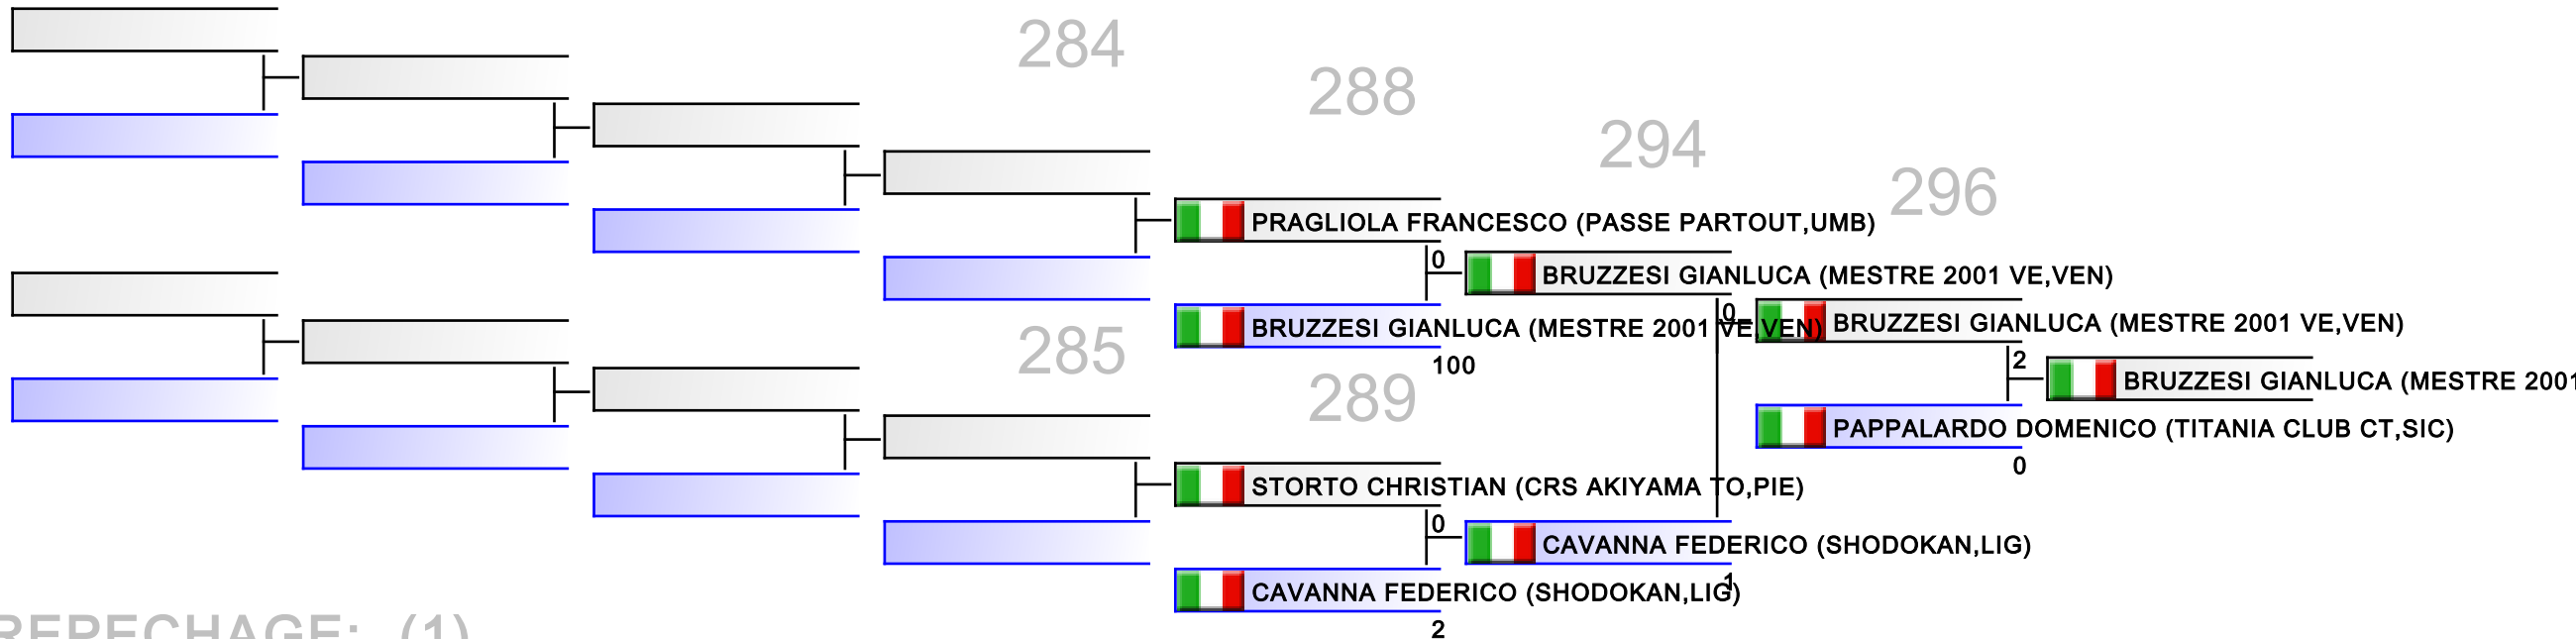 284
288
294
296
PRAGLIOLA FRANCESCO (PASSE PARTOUT,UMB)
0
BRUZZESI GIANLUCA (MESTRE 2001 VE,VEN)
0
BRUZZESI GIANLUCA (MESTRE 2001 VE,VEN)
BRUZZESI GIANLUCA (MESTRE 2001 VE,VEN)
285
2
100
BRUZZESI GIANLUCA (MESTRE 2001
289
PAPPALARDO DOMENICO (TITANIA CLUB CT,SIC)
0
STORTO CHRISTIAN (CRS AKIYAMA TO,PIE)
0
CAVANNA FEDERICO (SHODOKAN,LIG)
1
CAVANNA FEDERICO (SHODOKAN,LIG)
2
REPECHAGE: (1)